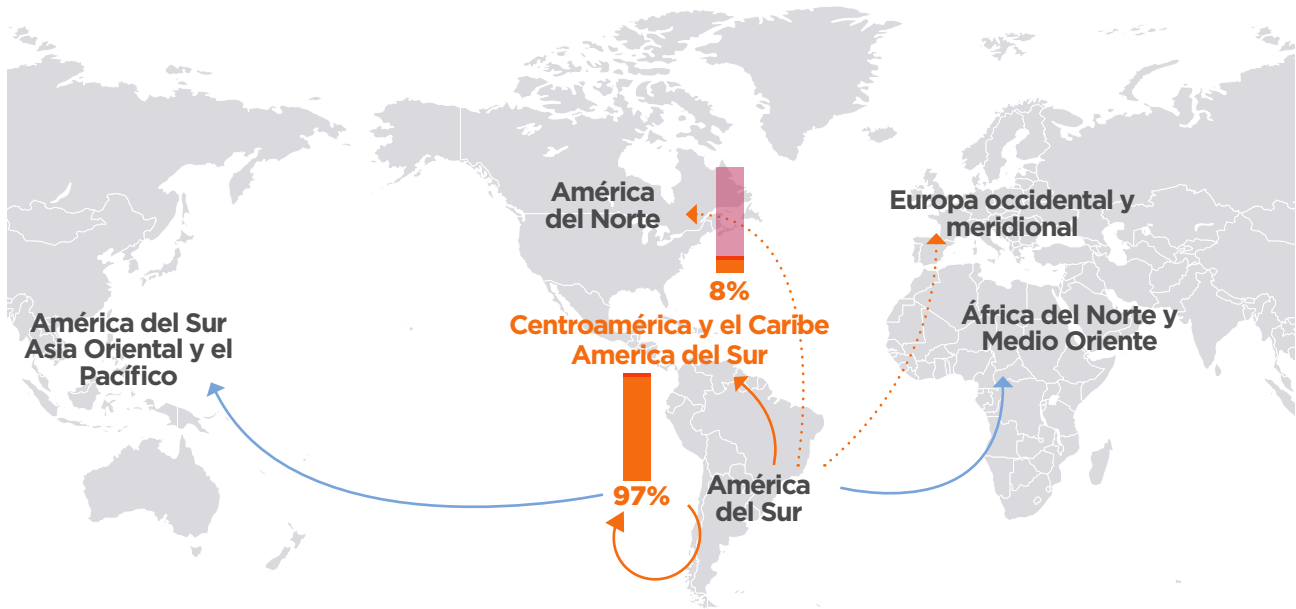 América
del Norte
Europa occidental y
meridional
8%
América del Sur
Asia Oriental y el
Pacífico
Centroamérica y el Caribe
America del Sur
África del Norte y
Medio Oriente
97%
América
del Sur